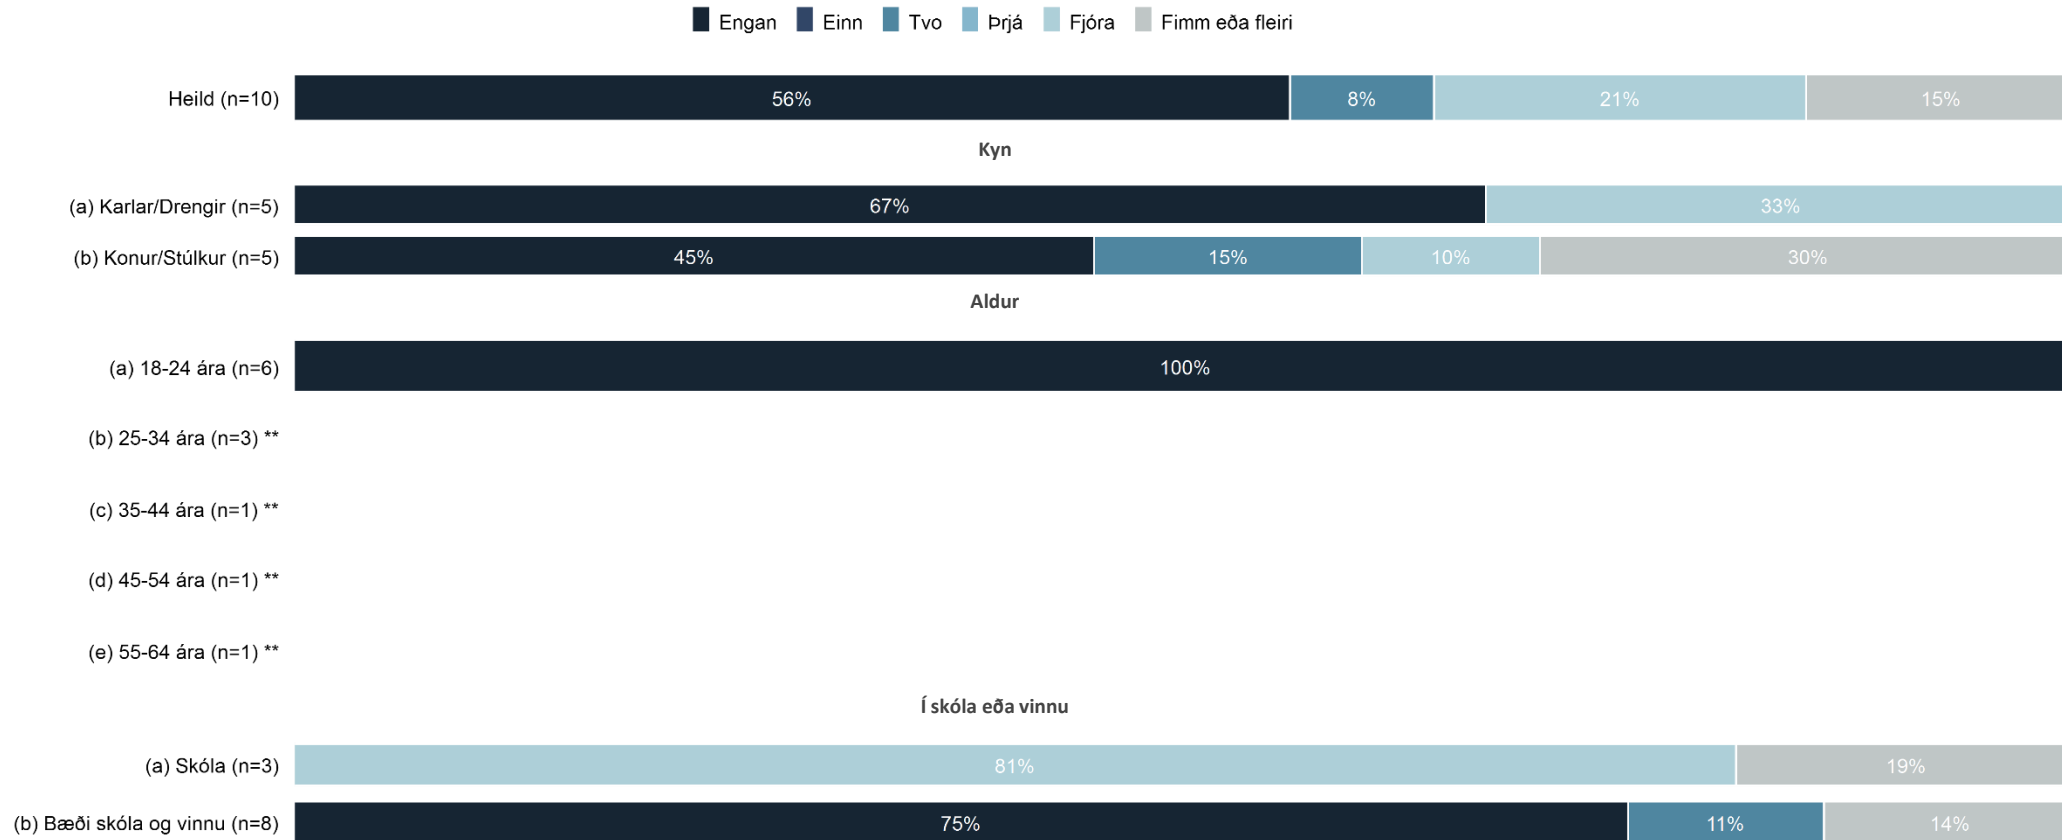 Engan Einn Tvo Þrjá Fjóra Fimm eða fleiri
Heild (n=10) 56% 8% 21% 15%
Kyn
(a) Karlar/Drengir (n=5) 67% 33%
(b) Konur/Stúlkur (n=5) 45% 15% 10% 30%
Aldur
(a) 18-24 ára (n=6) 100%
(b) 25-34 ára (n=3) **
(c) 35-44 ára (n=1) **
(d) 45-54 ára (n=1) **
(e) 55-64 ára (n=1) **
Í skóla eða vinnu
(a) Skóla (n=3) 81% 19%
(b) Bæði skóla og vinnu (n=8) 75% 11% 14%